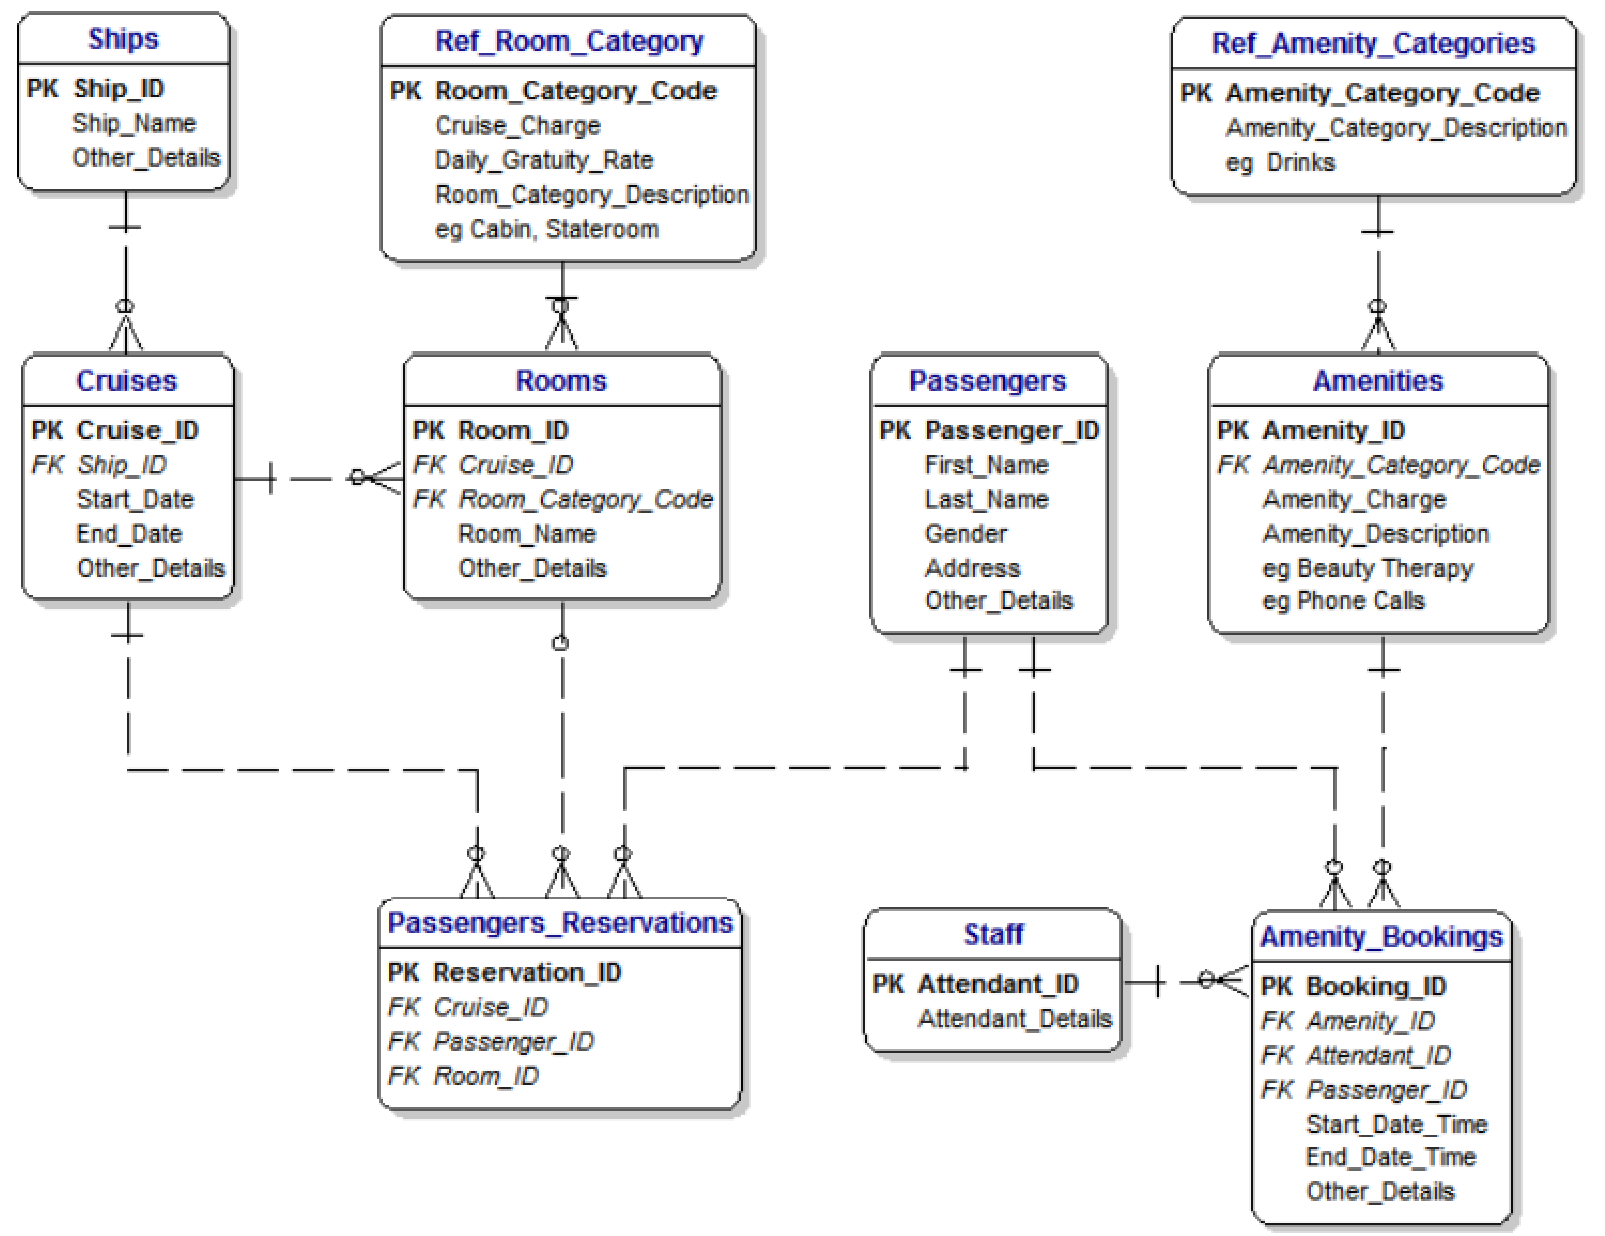 Ships
PK Ship_ID
Ship_Name
Other_Details
Ref_Room_Category
PK Room_Category_Code
Cruise_Charge
Daily_Gratuity_Rate
Room_Category_Description
eg Cabin, Stateroom
Ref_Amenity_Categories
PK Amenity_Category_Code
Amenity_Category_Description
eg Drinks
Cruises
PK Cruise_ID
FK Ship_ID
Start_Date
End_Date
Other_Details
Rooms
PK Room_ID
FK Cruise_ID
FK Room_Category_Code
Room_Name
Other_Details
Passengers
PK Passenger_ID
First_Name
Last_Name
Gender
Address
Other_Details
Amenities
PK Amenity_ID
FK Amenity_Category_Code
Amenity_Charge
Amenity_Description
eg Beauty Therapy
eg Phone Calls
Passengers_Reservations
PK Reservation_ID
FK Cruise_ID
FK Passenger_ID
FK Room_ID
Staff
PK Attendant_ID
Attendant_Details
Amenity_Bookings
PK Booking_ID
FK Amenity_ID
FK Attendant_ID
FK Passenger_ID
Start_Date_Time
End_Date_Time
Other_Details